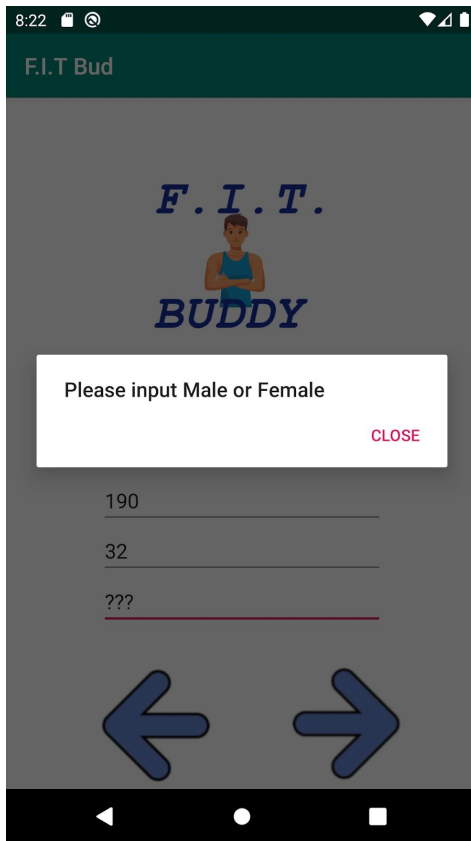 8:22
F.I.T Bud
F.I.T.
BUDDY
Please input Male or Female
CLOSE
190
32
???